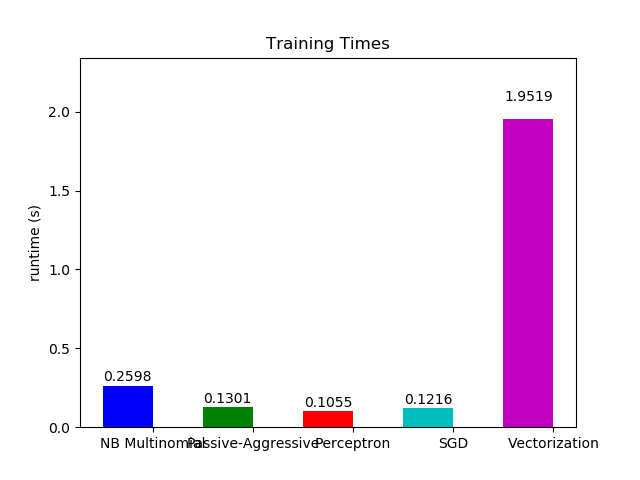 Training Times
runtime (s)
2.0
1.5
1.0
0.5
0.0
0.2598
0.1301
0.1055
0.1216
1.9519
NB Multinomial
Passive-Aggressive
Perceptron
SGD
Vectorization